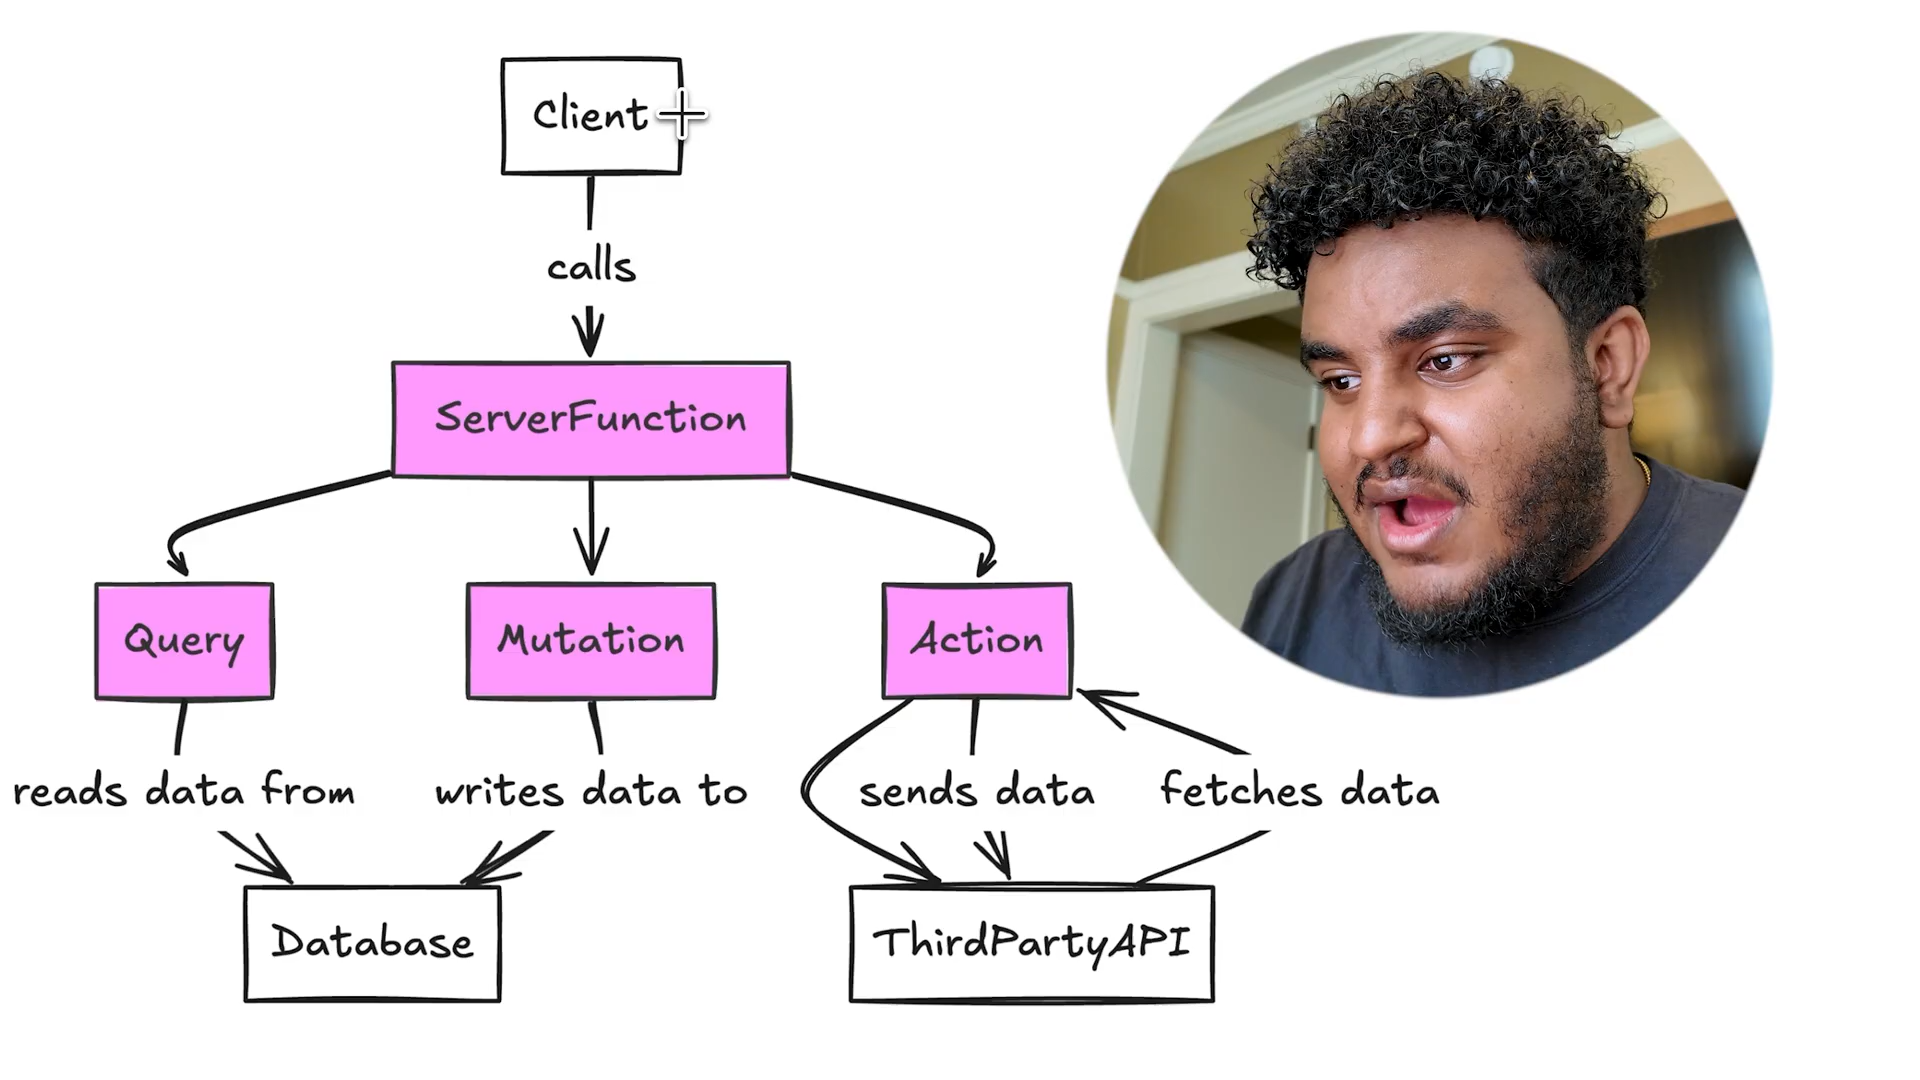 Client
calls
ServerFunction
Query
Mutation
Action
reads data from
writes data to
sends data
fetches data
Database
ThirdPartyAPI